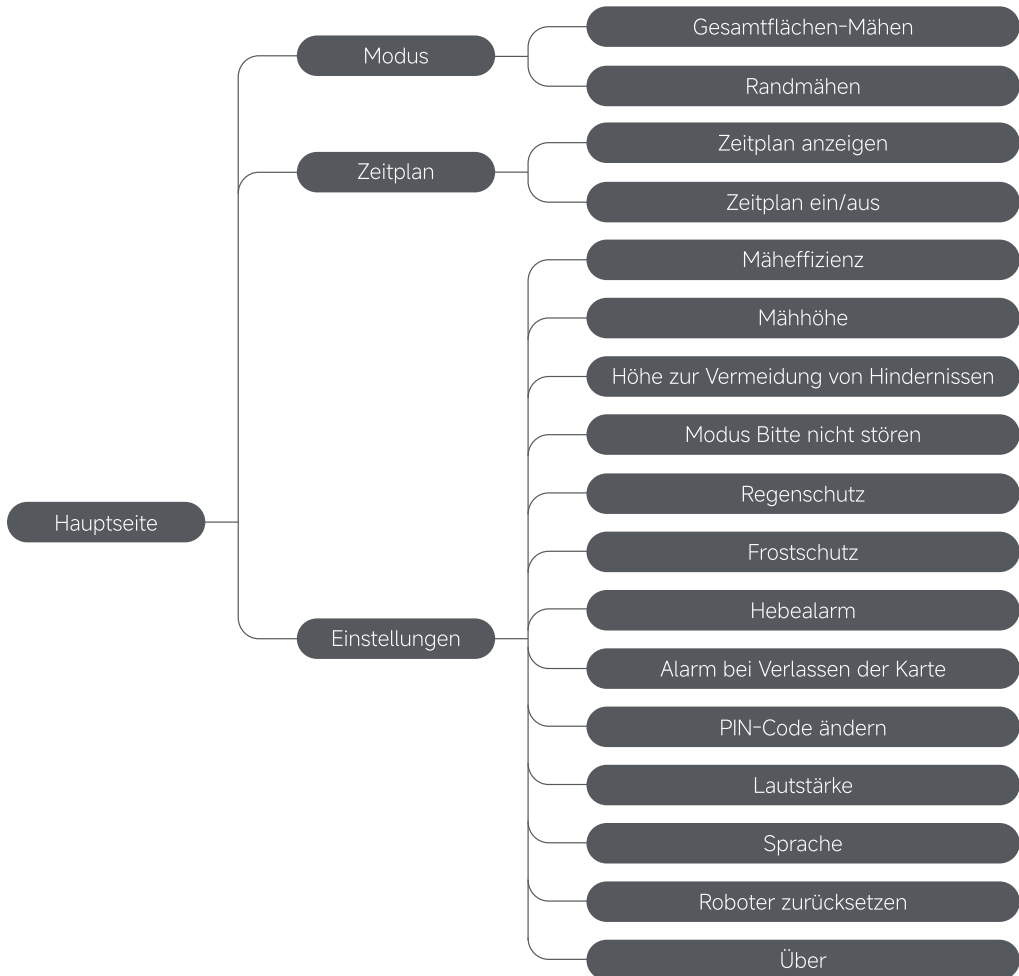 Hauptseite
Modus
Gesamtflächen-Mähen
Randmähen
Zeitplan
Zeitplan anzeigen
Zeitplan ein/aus
Einstellungen
Mäheffizienz
Mähhöhe
Höhe zur Vermeidung von Hindernissen
Modus Bitte nicht stören
Regenschutz
Frostschutz
Hebealarm
Alarm bei Verlassen der Karte
PIN-Code ändern
Lautstärke
Sprache
Roboter zurücksetzen
Über